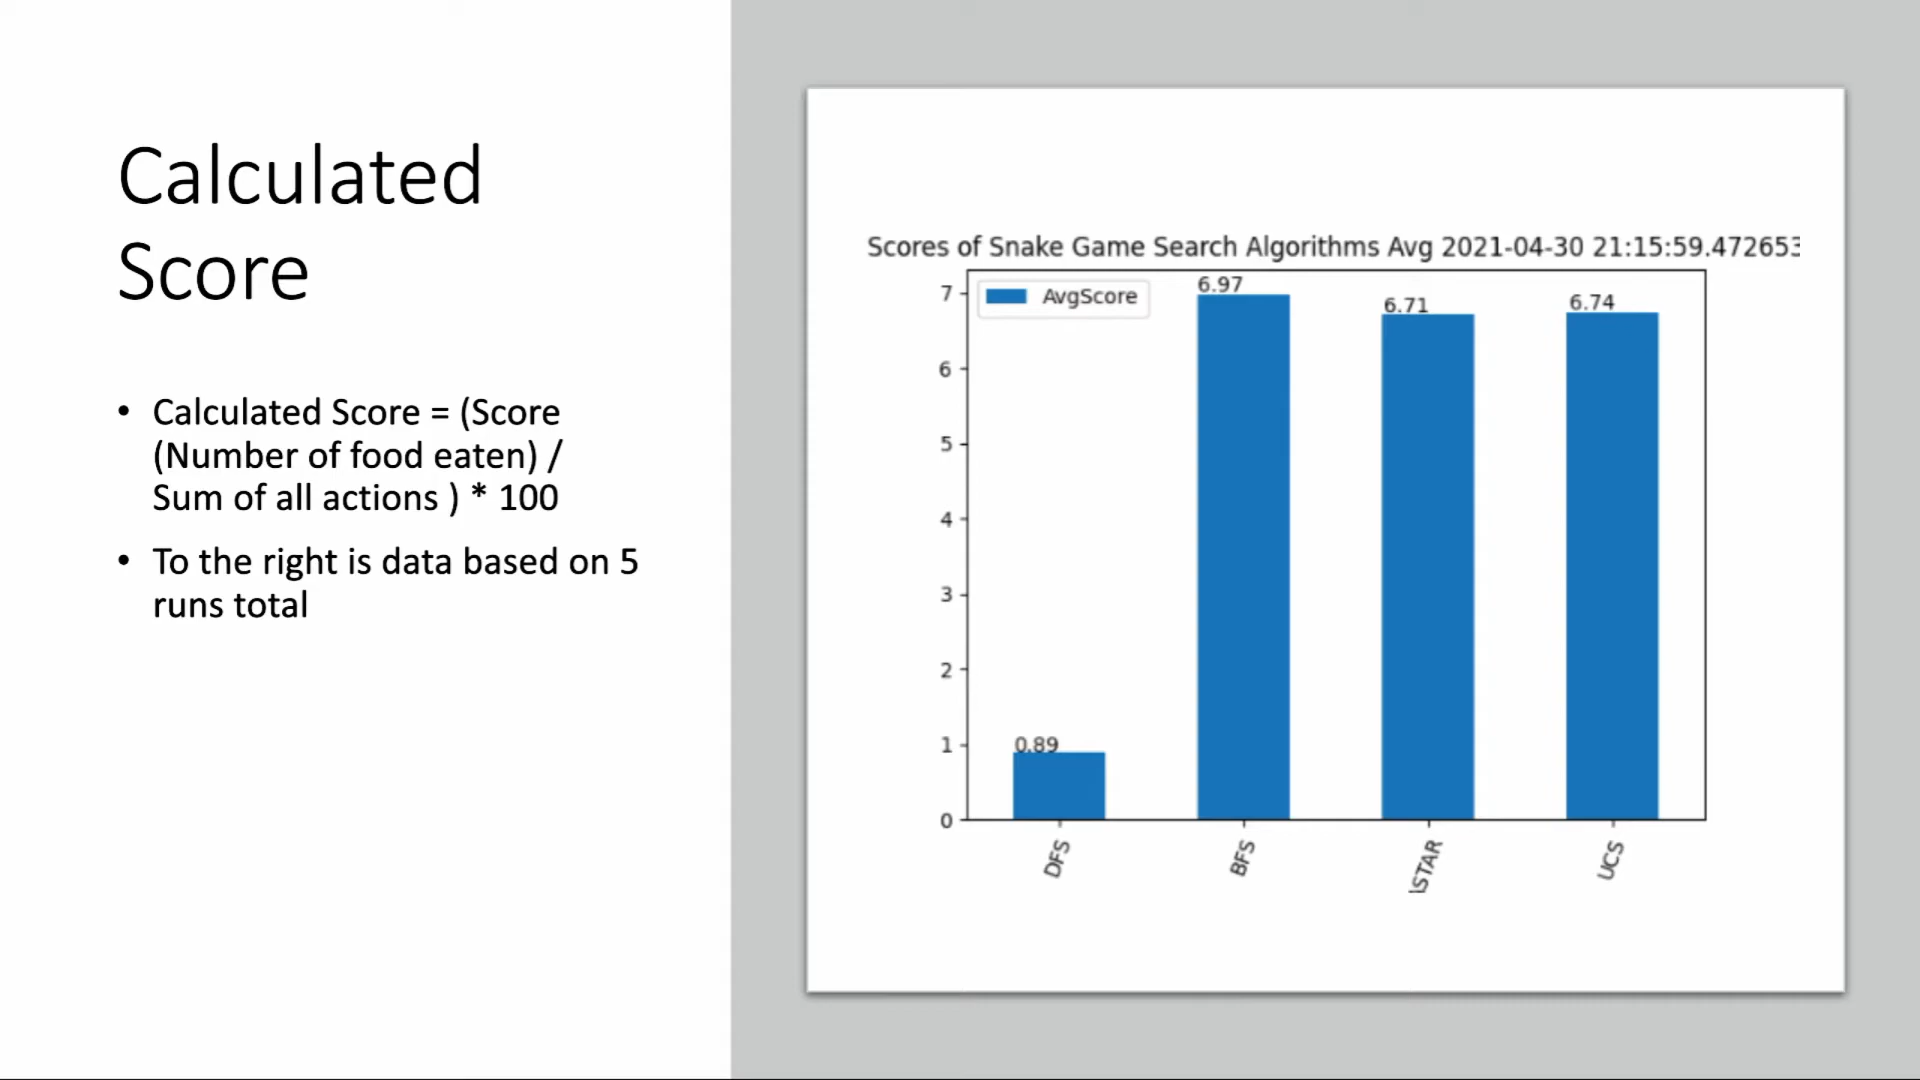 Calculated
Score
• Calculated Score = (Score
(Number of food eaten) /
Sum of all actions ) * 100
• To the right is data based on 5
runs total
Scores of Snake Game Search Algorithms Avg 2021-04-30 21:15:59.472653
AvgScore
7
6
5
4
3
2
1
0
0.89
6.97
6.71
6.74
DFS
BFS
STAR
UCS